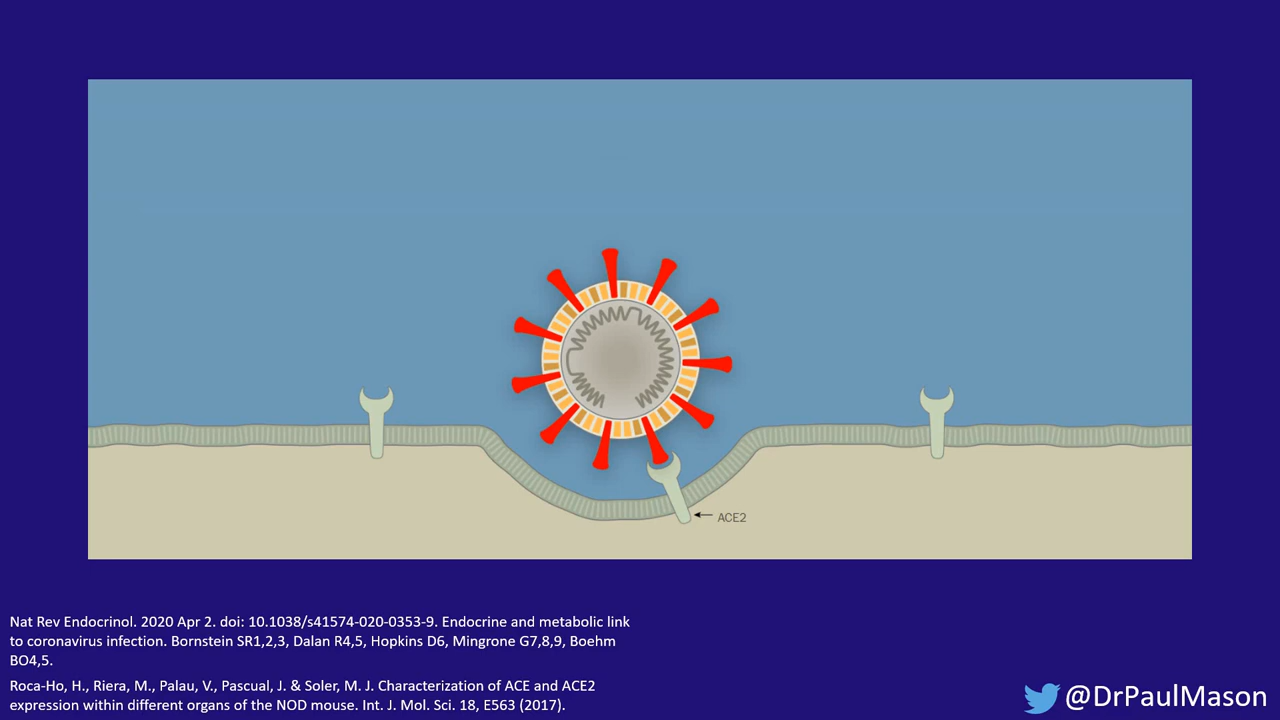 ACE2
Nat Rev Endocrinol. 2020 Apr 2. doi: 10.1038/s41574-020-0353-9. Endocrine and metabolic link
to coronavirus infection. Bornstein SR1,2,3, Dalan R4,5, Hopkins D6, Mingrone G7,8,9, Boehm
BO4,5.
Roca-Ho, H., Riera, M., Palau, V., Pascual, J. & Soler, M. J. Characterization of ACE and ACE2
expression within different organs of the NOD mouse. Int. J. Mol. Sci. 18, E563 (2017).
@DrPaulMason